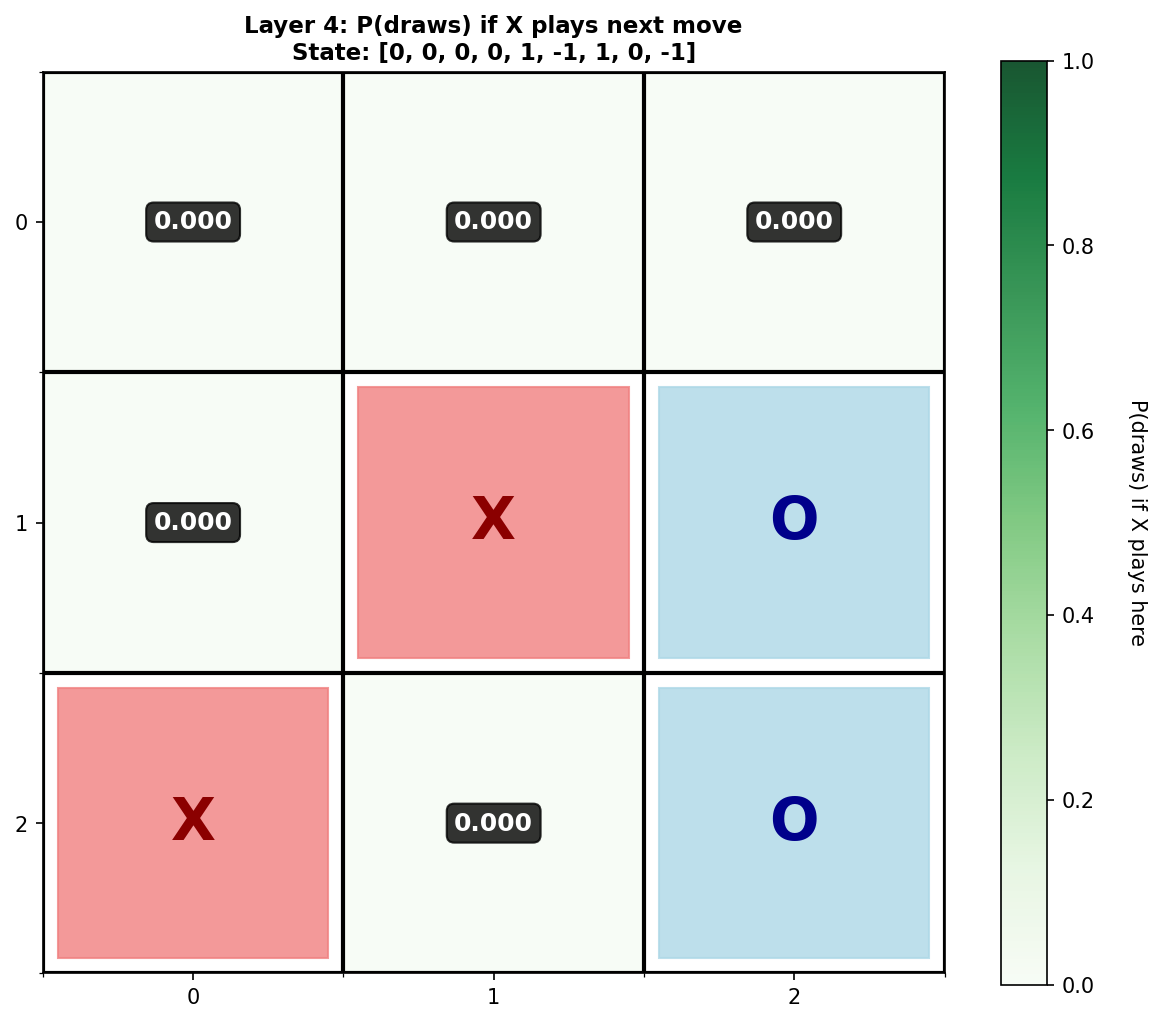 Layer 4: P(draws) if X plays next move
State: [0, 0, 0, 0, 1, -1, 1, 0, -1]
0.000
0.000
0.000
0.000
X
O
X
0.000
O
0
1
2
0
1
2
1.0
0.8
0.6
0.4
0.2
0.0
P(draws) if X plays here